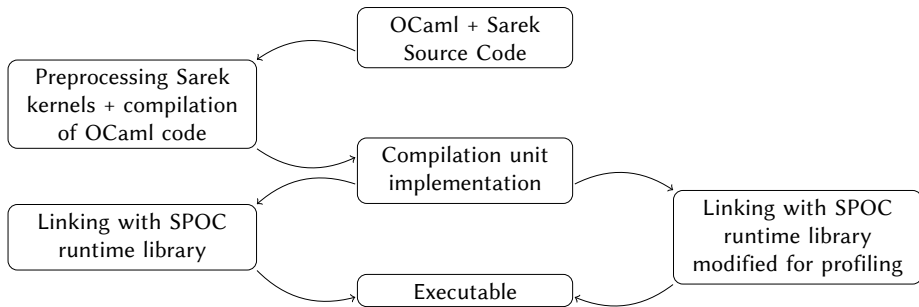 OCaml + Sarek
Source Code
Preprocessing Sarek
kernels + compilation
of OCaml code
Compilation unit
implementation
Linking with SPOC
runtime library
Linking with SPOC
runtime library
modified for profiling
Executable